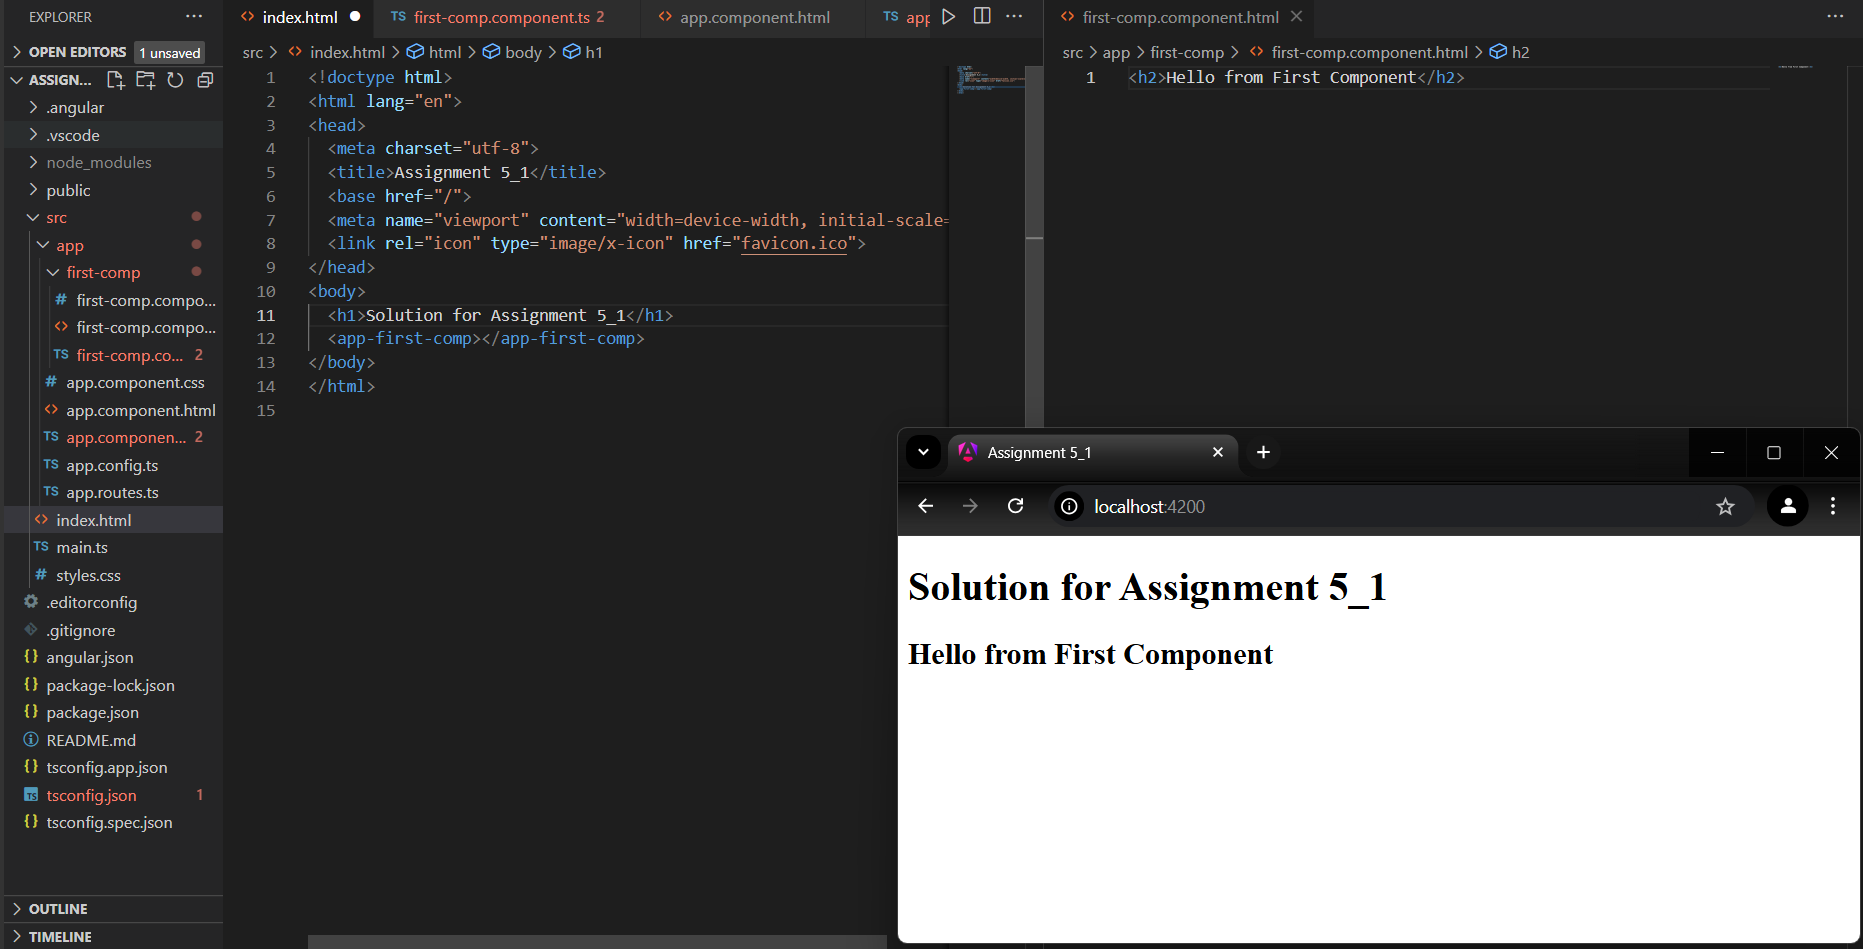 EXPLORER
OPEN EDITORS 1 unsaved
ASSIGN...
.angular
.vscode
node_modules
public
src
app
first-comp
# first-comp.compo...
<> first-comp.compo...
TS first-comp.co... 2
# app.component.css
<> app.component.html
TS app.componen... 2
TS app.config.ts
TS app.routes.ts
<> index.html
TS main.ts
# styles.css
.editorconfig
.gitignore
{} angular.json
{} package-lock.json
{} package.json
README.md
{} tsconfig.app.json
TS tsconfig.json 1
{} tsconfig.spec.json
OUTLINE
TIMELINE
<> index.html TS first-comp.component.ts 2 <> app.component.html TS app
src > <> index.html > html > body > h1
1 <!doctype html>
2 <html lang="en">
3 <head>
4 <meta charset="utf-8">
5 <title>Assignment 5_1</title>
6 <base href="/">
7 <meta name="viewport" content="width=device-width, initial-scale=
8 <link rel="icon" type="image/x-icon" href="favicon.ico">
9 </head>
10 <body>
11 <h1>Solution for Assignment 5_1</h1>
12 <app-first-comp></app-first-comp>
13 </body>
14 </html>
15
<> first-comp.component.html
src > app > first-comp > <> first-comp.component.html > h2
1 <h2>Hello from First Component</h2>
Assignment 5_1
localhost:4200
Solution for Assignment 5_1
Hello from First Component